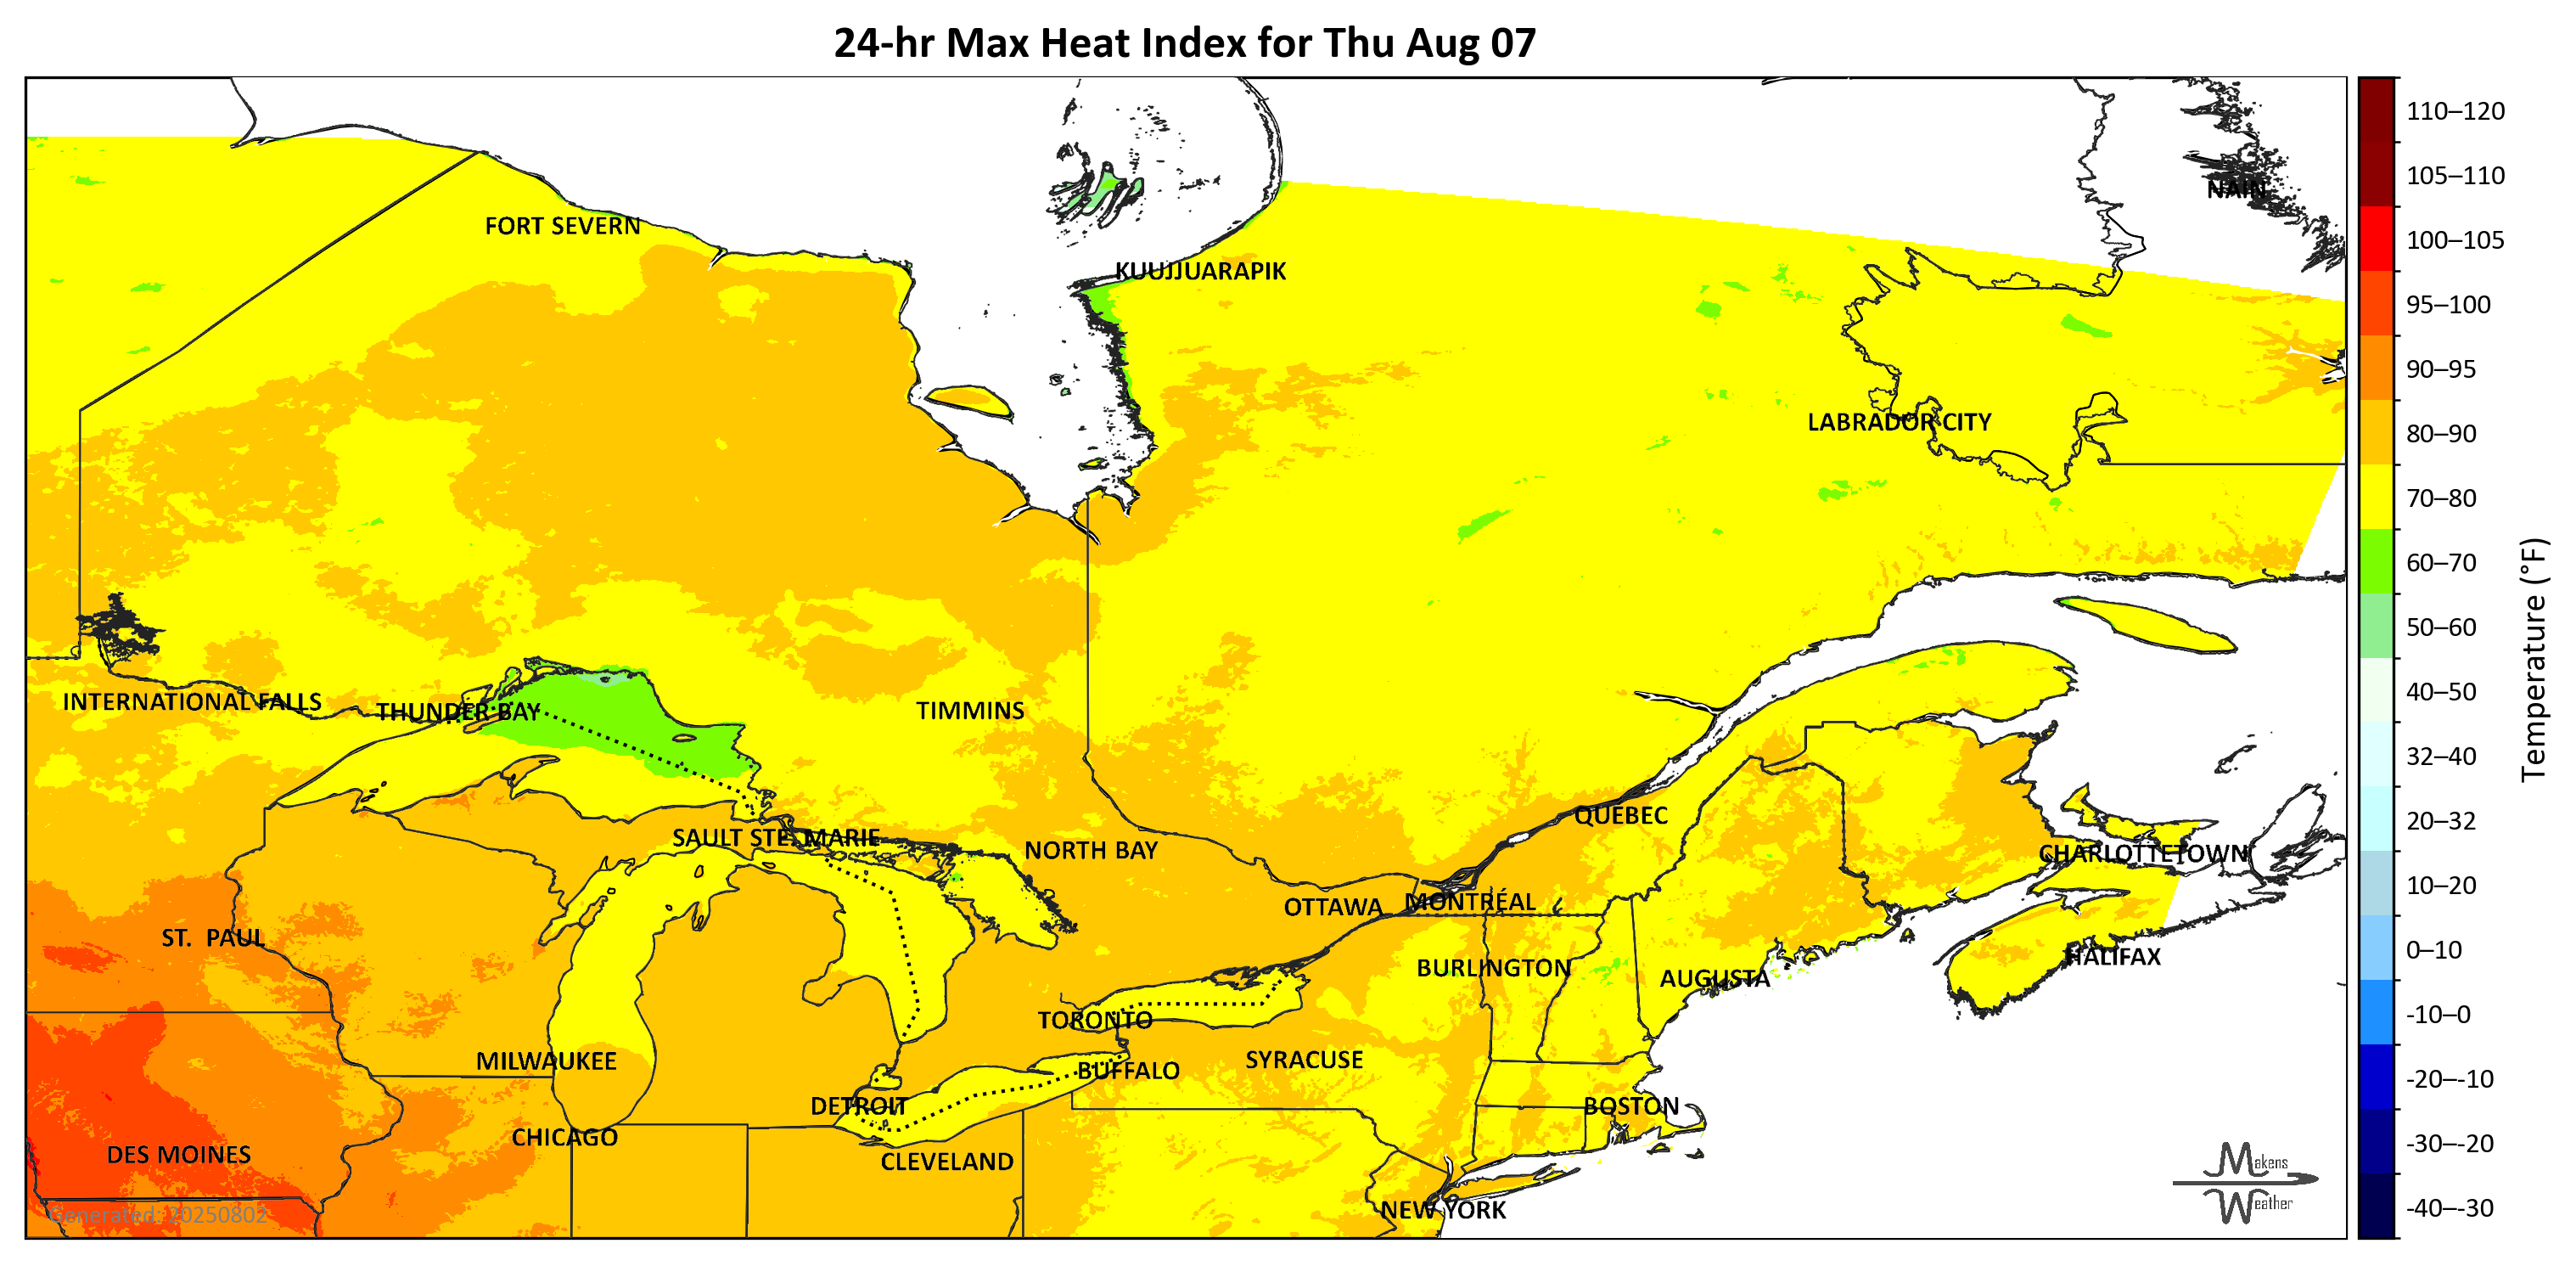 24-hr Max Heat Index for Thu Aug 07
110–120
105–110
NAIN
FORT SEVERN
100–105
KUUJJUARAPIK
95–100
90–95
LABRADOR CITY
80–90
70–80
60–70
50–60
Temperature (°F)
40–50
INTERNATIONAL FALLS
THUNDER BAY
TIMMINS
32–40
QUÉBEC
20–32
SAULT STE. MARIE
NORTH BAY
CHARLOTTETOWN
10–20
OTTAWA
MONTRÉAL
ST. PAUL
0–10
HALIFAX
BURLINGTON
AUGUSTA
-10–0
TORONTO
MILWAUKEE
SYRACUSE
BUFFALO
-20–-10
DETROIT
BOSTON
CHICAGO
-30–-20
DES MOINES
CLEVELAND
Makens
Weather
NEW YORK
-40–-30
Generated: 20250802